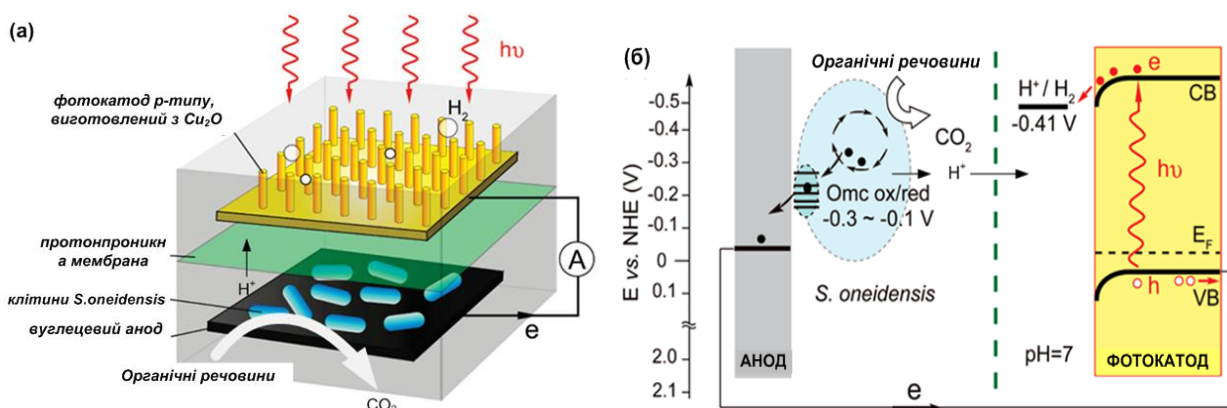 (а)
hυ
фотокатод р-типу,
виготовлений з Cu₂O
H₂
протонпроникн
а мембрана
H⁺
клітини S.oneidensis
вуглецевий анод
Органічні речовини
CO₂
A
e
(б)
E vs. NHE (V)
-0.5
-0.4
-0.3
-0.2
-0.1
0
0.1
2.0
2.1
АНОД
Органічні речовини
CO₂
H⁺
Omc ox/red
-0.3 ~ -0.1 V
S. oneidensis
H⁺ / H₂
-0.41 V
pH=7
e
CB
hυ
E_F
h
VB
ФОТОКАТОД
e